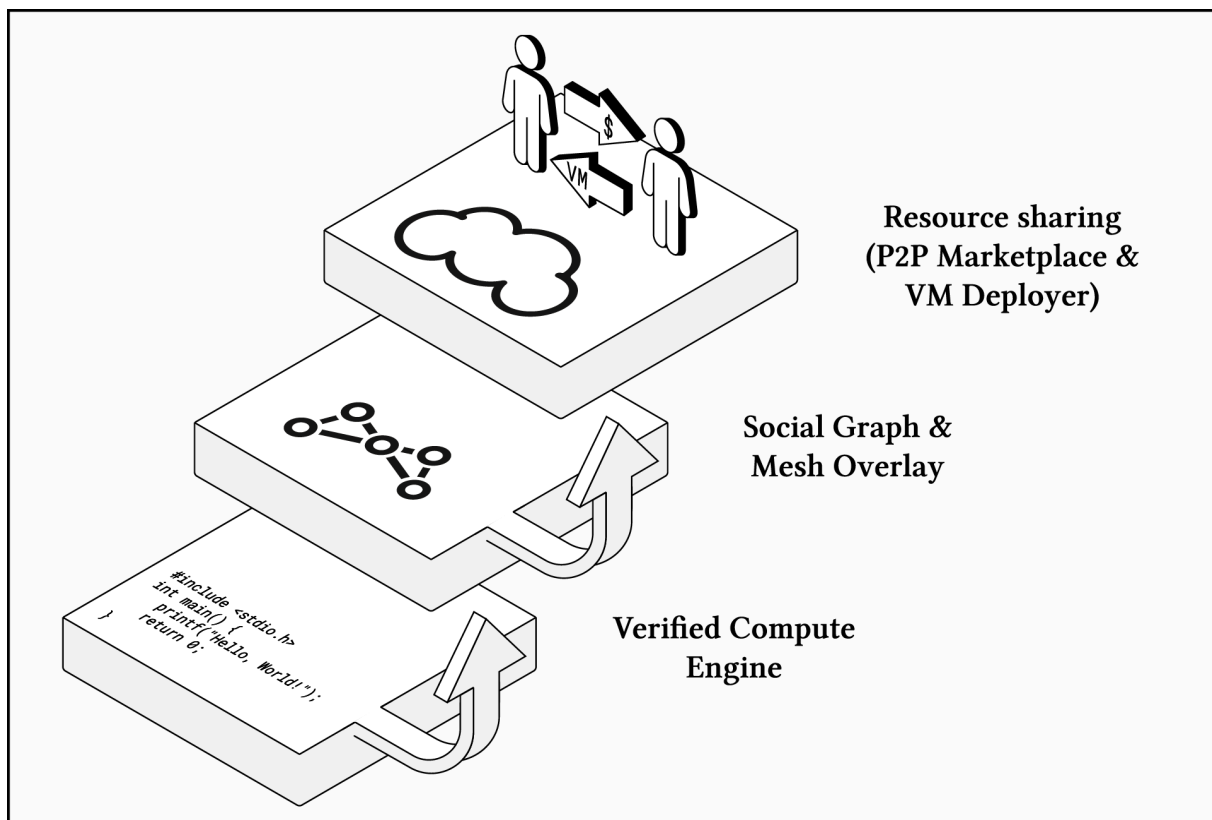 $
VM
Resource sharing
(P2P Marketplace &
VM Deployer)
Social Graph &
Mesh Overlay
#include <stdio.h>
int main() {
printf("Hello, World!");
return 0;
}
Verified Compute
Engine